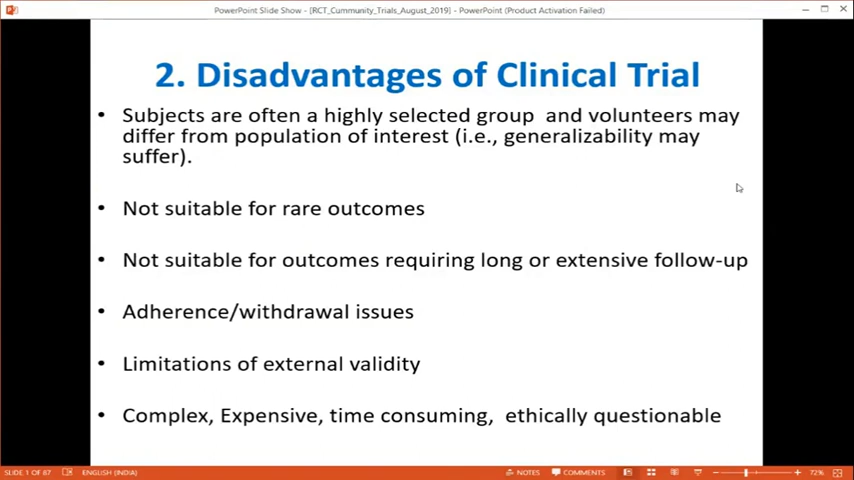 PowerPoint Slide Show - [RCT_Cummunity_Trials_August_2019] - PowerPoint (Product Activation Failed)
2. Disadvantages of Clinical Trial
• Subjects are often a highly selected group and volunteers may
differ from population of interest (i.e., generalizability may
suffer).
• Not suitable for rare outcomes
• Not suitable for outcomes requiring long or extensive follow-up
• Adherence/withdrawal issues
• Limitations of external validity
• Complex, Expensive, time consuming, ethically questionable
SLIDE 1 OF 87 ENGLISH (INDIA) NOTES COMMENTS 72%